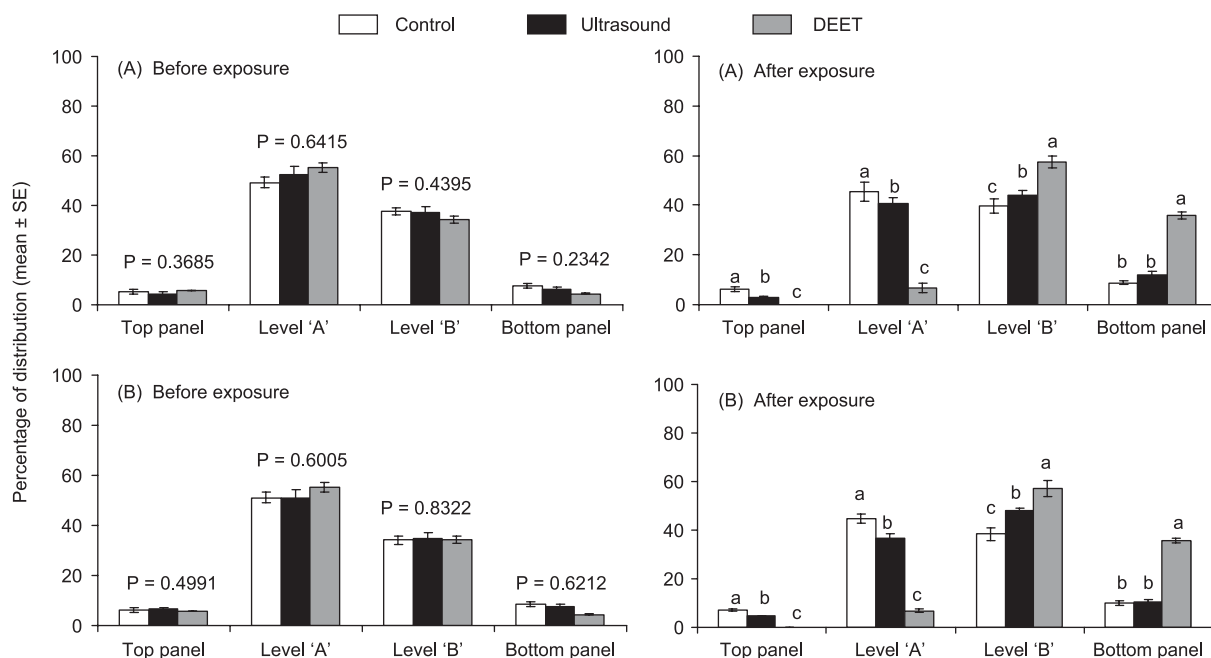 Control Ultrasound DEET
Percentage of distribution (mean ± SE)
(A) Before exposure
100
80
60
40
20
0
P = 0.3685
P = 0.6415
P = 0.4395
P = 0.2342
Top panel Level ‘A’ Level ‘B’ Bottom panel
(A) After exposure
100
80
60
40
20
0
a b c
a b c
c b a
b b a
Top panel Level ‘A’ Level ‘B’ Bottom panel
(B) Before exposure
100
80
60
40
20
0
P = 0.4991
P = 0.6005
P = 0.8322
P = 0.6212
Top panel Level ‘A’ Level ‘B’ Bottom panel
(B) After exposure
100
80
60
40
20
0
a b c
a b c
c b a
b b a
Top panel Level ‘A’ Level ‘B’ Bottom panel